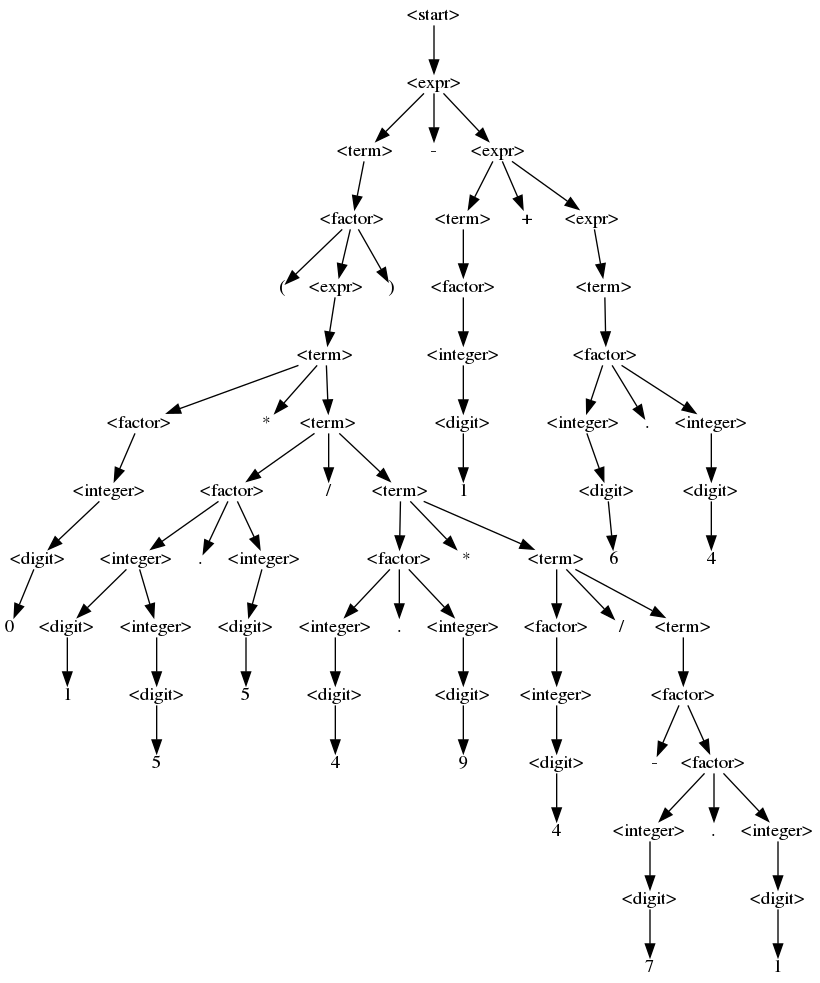 <start>
<expr>
<term> - <expr>
<factor> <term> + <expr>
( <expr> ) <factor> <term>
<term> <integer> <factor>
<factor> * <term> <digit> <integer> . <integer>
<integer> <factor> / <term> 1 <digit> <digit>
<digit> <integer> . <integer> <factor> * <term> 6 4
0 <digit> <integer> <digit> <integer> . <integer> <factor> / <term>
1 <digit> 5 <digit> <digit> <integer> <factor>
5 4 9 <digit> - <factor>
4 <integer> . <integer>
<digit> <digit>
7 1